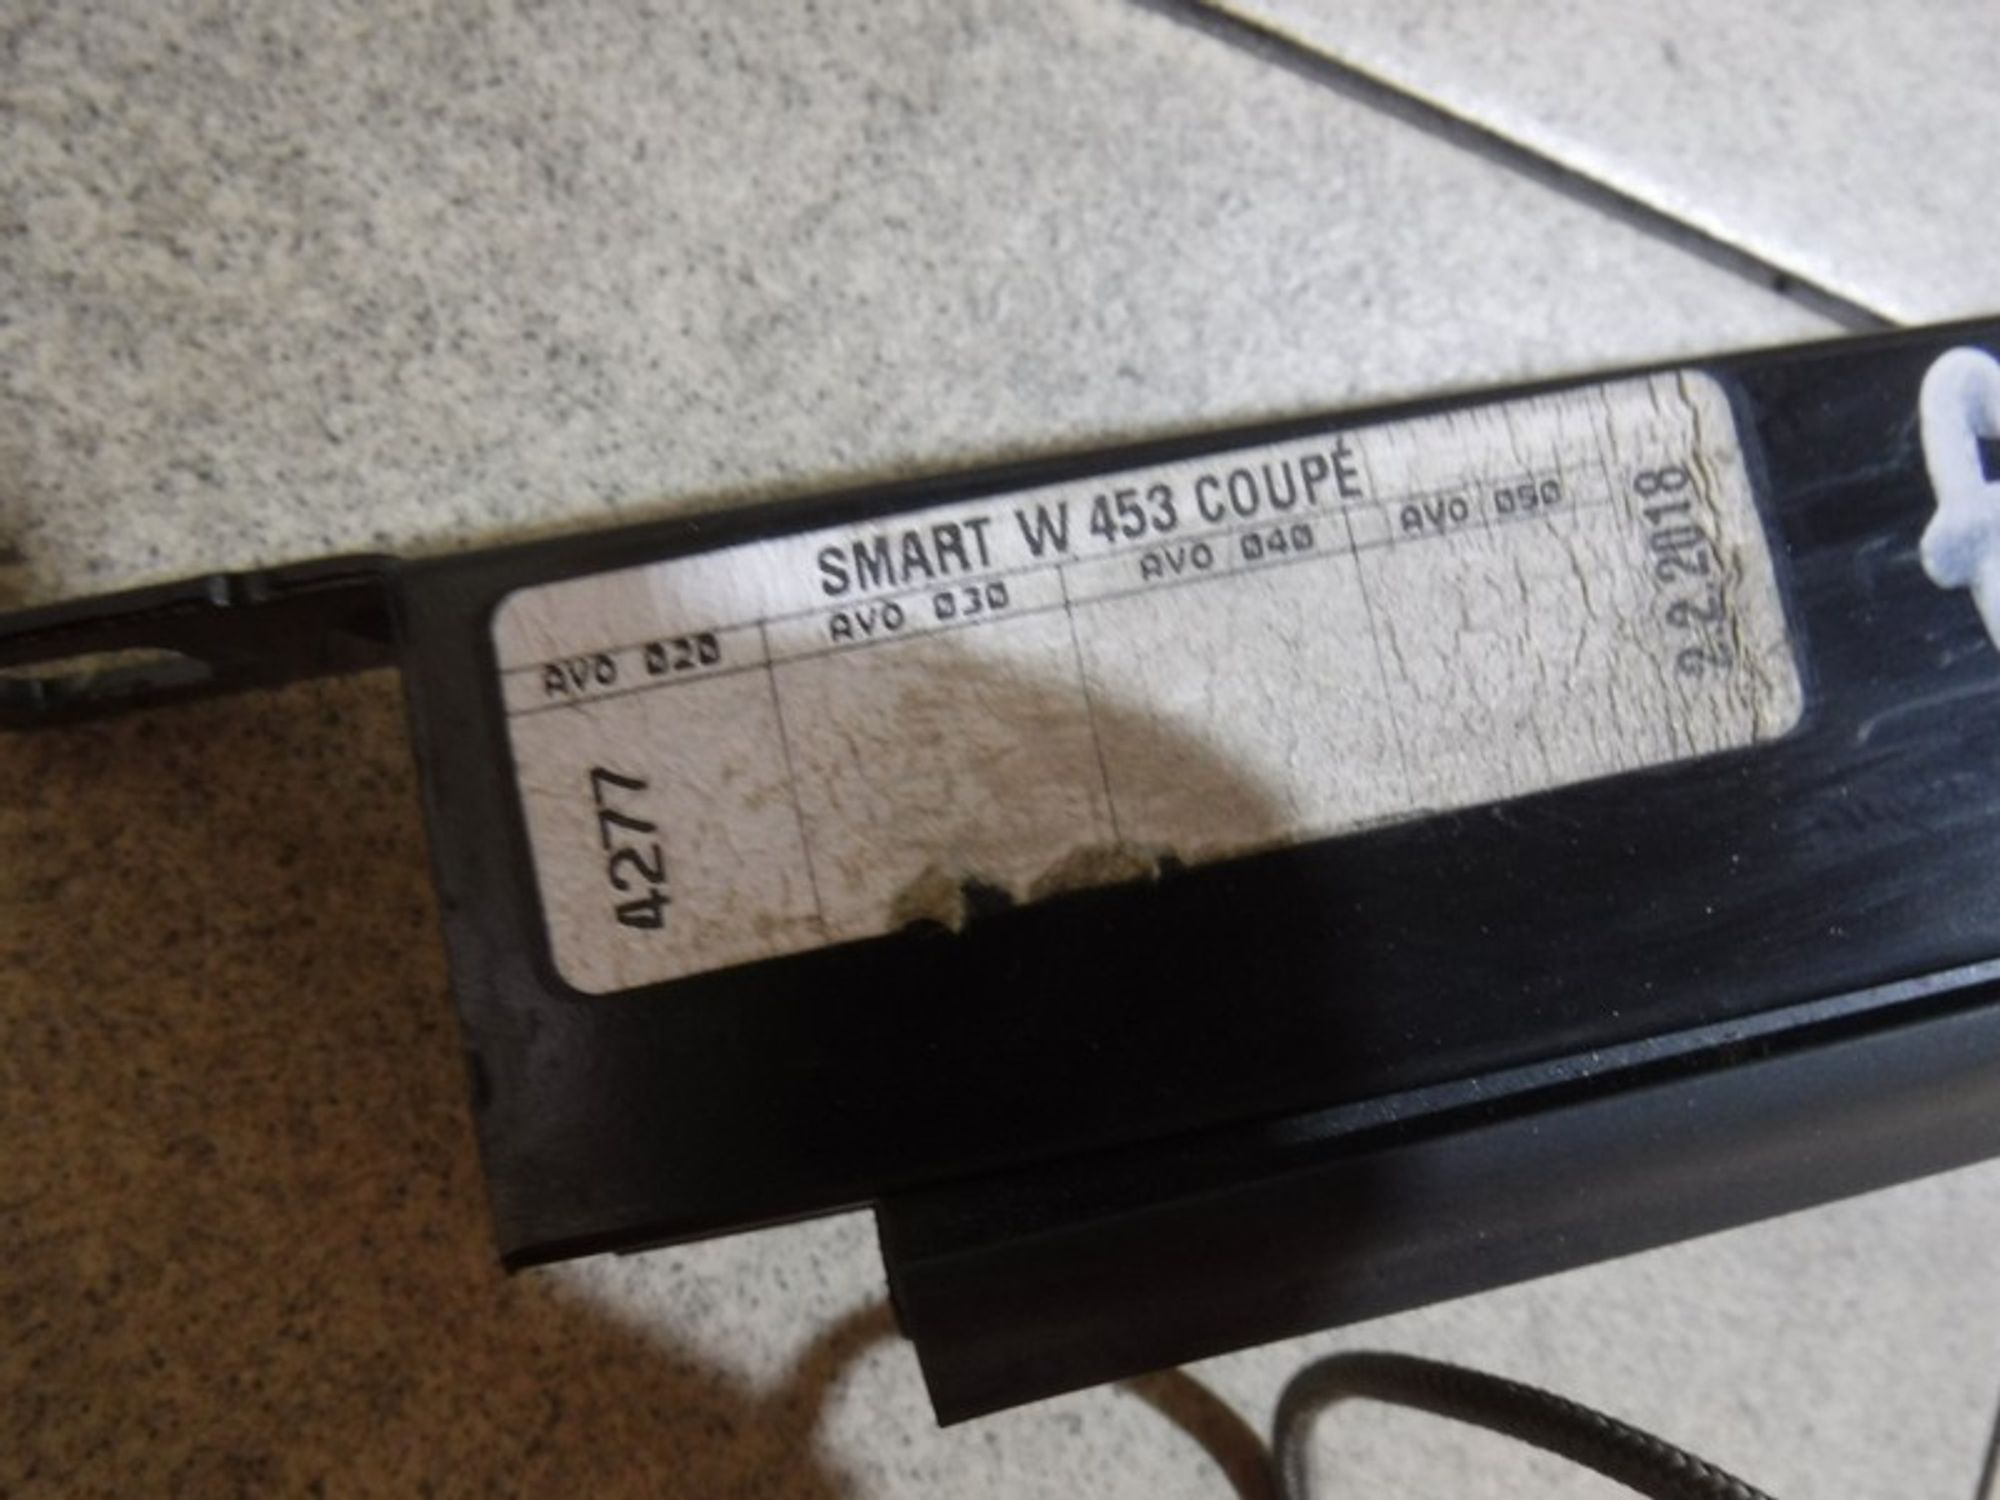 SMART W 453 COUPÉ
AVO 020 AVO 030 AVO 040 AVO 050
4277
2.2.2018